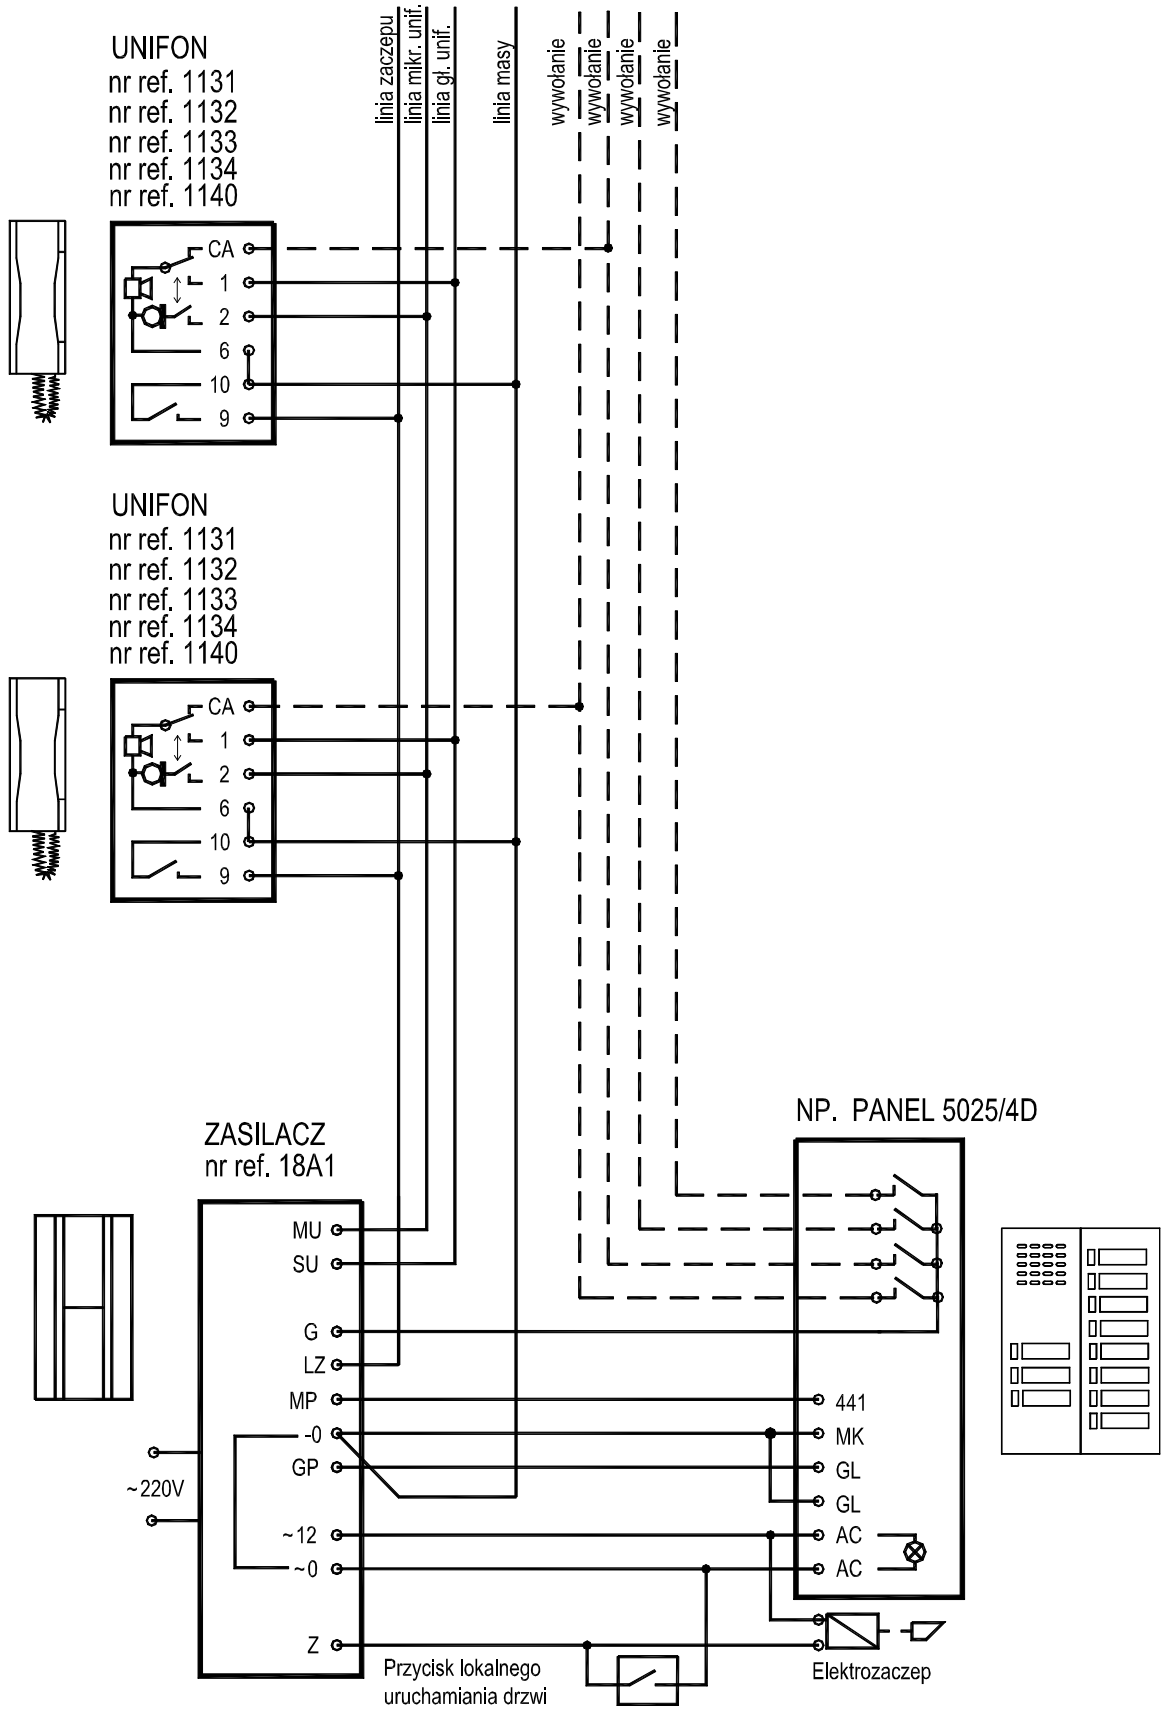 linia zaczepu
linia mikr. unif.
linia gł. unif.
linia masy
wywołanie
wywołanie
wywołanie
wywołanie
UNIFON
nr ref. 1131
nr ref. 1132
nr ref. 1133
nr ref. 1134
nr ref. 1140
CA
1
2
6
10
9
UNIFON
nr ref. 1131
nr ref. 1132
nr ref. 1133
nr ref. 1134
nr ref. 1140
CA
1
2
6
10
9
ZASILACZ
nr ref. 18A1
MU
SU
G
LZ
MP
-0
GP
~12
~0
Z
~220V
NP. PANEL 5025/4D
441
MK
GL
GL
AC
AC
Elektrozaczep
Przycisk lokalnego
uruchamiania drzwi